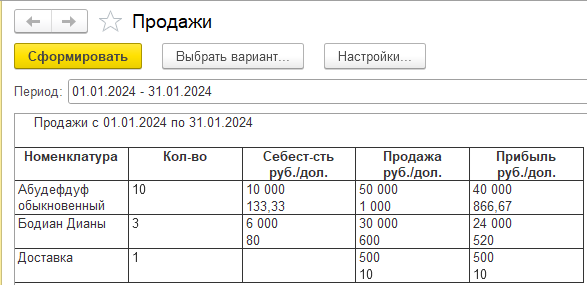 Продажи
Сформировать Выбрать вариант... Настройки...
Период: 01.01.2024 - 31.01.2024
Продажи с 01.01.2024 по 31.01.2024
Номенклатура Кол-во Себест-сть Продажа Прибыль
руб./дол. руб./дол. руб./дол.
Абудефдуф 10 10 000 50 000 40 000
обыкновенный 133,33 1 000 866,67
Бодиан Дианы 3 6 000 30 000 24 000
80 600 520
Доставка 1 500 500
10 10